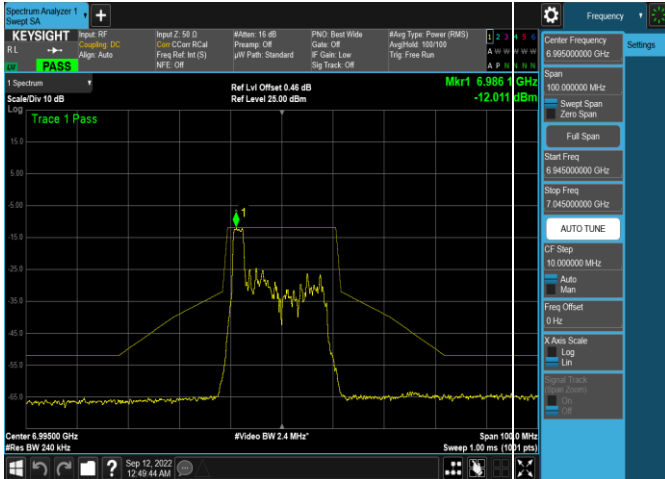 Spectrum Analyzer 1
Swept SA
+
Frequency
KEYSIGHT
RL
LV PASS
Input: RF
Coupling: DC
Align: Auto
Input Z: 50 Ω
Corr CCorr RCal
Freq Ref: Int (S)
NFE: Off
#Atten: 16 dB
Preamp: Off
µW Path: Standard
PNO: Best Wide
Gate: Off
IF Gain: Low
Sig Track: Off
#Avg Type: Power (RMS)
Avg|Hold: 100/100
Trig: Free Run
1 2 3 4 5 6
A W W W W W
A P N N N N
1 Spectrum
Scale/Div 10 dB
Ref Lvl Offset 0.46 dB
Ref Level 25.00 dBm
Mkr1 6.986 1 GHz
-12.011 dBm
Log
Trace 1 Pass
15.0
5.00
-5.00
-15.0
-25.0
-35.0
-45.0
-55.0
-65.0
1
Center 6.99500 GHz
#Res BW 240 kHz
#Video BW 2.4 MHz*
Span 100.0 MHz
Sweep 1.00 ms (1001 pts)
Sep 12, 2022
12:49:44 AM
?
Center Frequency
6.995000000 GHz
Settings
Span
100.000000 MHz
Swept Span
Zero Span
Full Span
Start Freq
6.945000000 GHz
Stop Freq
7.045000000 GHz
AUTO TUNE
CF Step
10.000000 MHz
Auto
Man
Freq Offset
0 Hz
X Axis Scale
Log
Lin
Signal Track
(Span Zoom)
On
Off